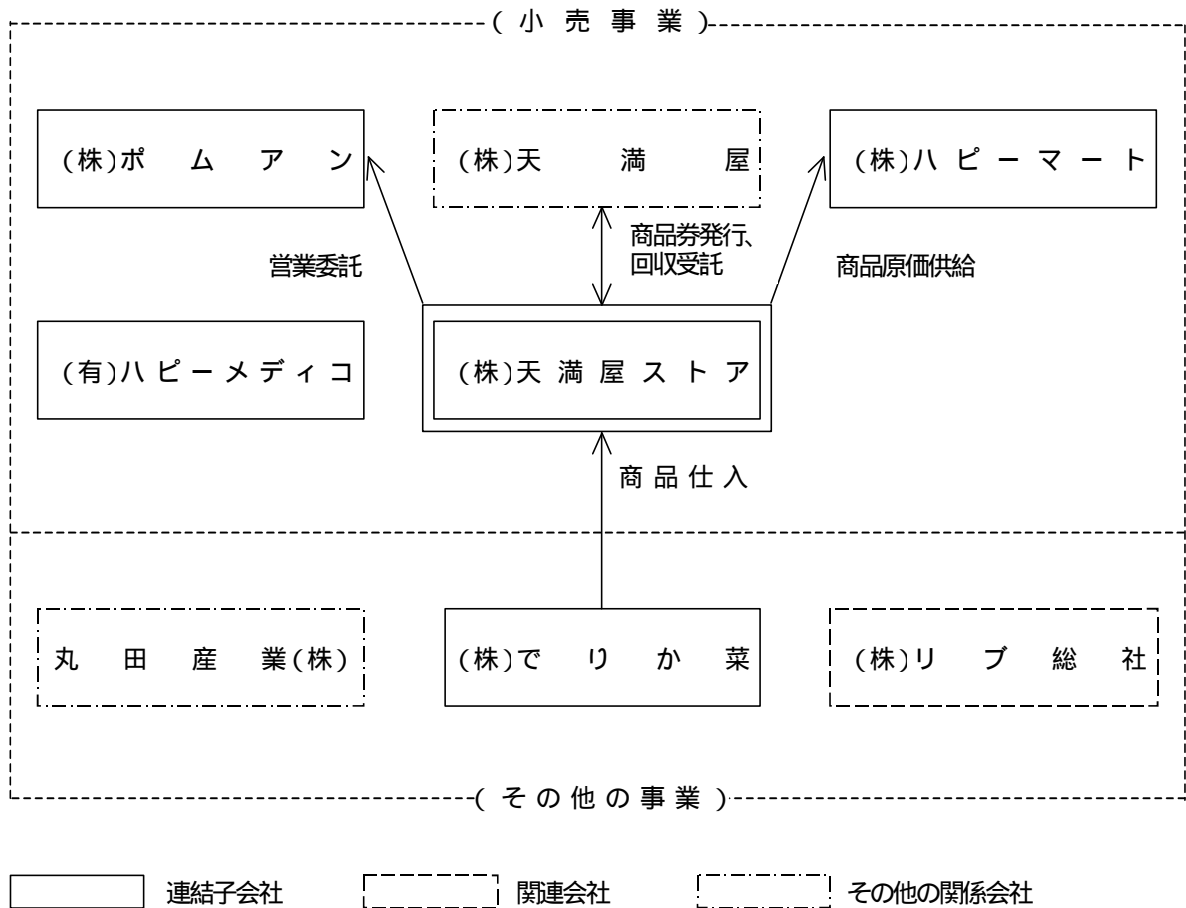 (小売事業)
(株)ポムアン
(株)天満屋
(株)ハピーマート
営業委託
商品券発行、
回収受託
商品原価供給
(有)ハピーメディコ
(株)天満屋ストア
商品仕入
丸田産業(株)
(株)でりか菜
(株)リブ総社
(その他の事業)
連結子会社
関連会社
その他の関係会社